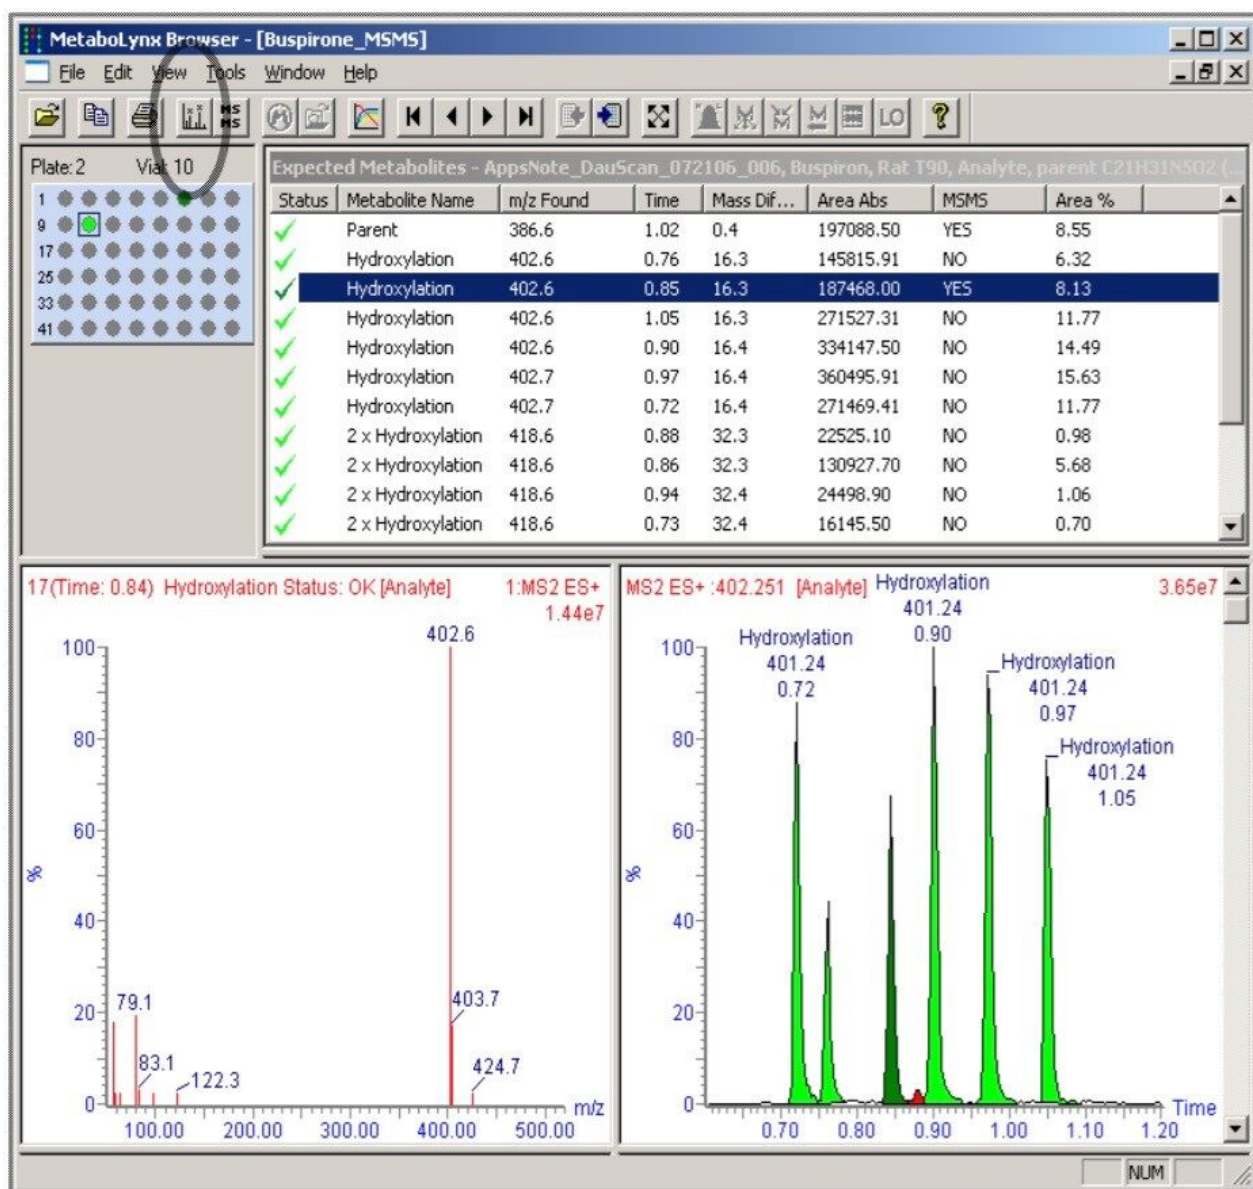 MetaboLynx Browser - [Buspirone_MSMS]
File Edit View Tools Window Help
MS
MS
LO
?
Plate: 2 Vial: 10
1
9
17
25
33
41
Expected Metabolites - AppsNote_DauScan_072106_006, Buspiron, Rat T90, Analyte, parent C21H31N5O2 (...
Status Metabolite Name m/z Found Time Mass Dif... Area Abs MSMS Area %
Parent 386.6 1.02 0.4 197088.50 YES 8.55
Hydroxylation 402.6 0.76 16.3 145815.91 NO 6.32
Hydroxylation 402.6 0.85 16.3 187468.00 YES 8.13
Hydroxylation 402.6 1.05 16.3 271527.31 NO 11.77
Hydroxylation 402.6 0.90 16.4 334147.50 NO 14.49
Hydroxylation 402.7 0.97 16.4 360495.91 NO 15.63
Hydroxylation 402.7 0.72 16.4 271469.41 NO 11.77
2 x Hydroxylation 418.6 0.88 32.3 22525.10 NO 0.98
2 x Hydroxylation 418.6 0.86 32.3 130927.70 NO 5.68
2 x Hydroxylation 418.6 0.94 32.4 24498.90 NO 1.06
2 x Hydroxylation 418.6 0.73 32.4 16145.50 NO 0.70
17(Time: 0.84) Hydroxylation Status: OK [Analyte] 1:MS2 ES+
1.44e7
402.6
100
80
60
%
40
20
0
79.1
83.1
122.3
403.7
424.7
m/z
100.00 200.00 300.00 400.00 500.00
MS2 ES+ :402.251 [Analyte] 3.65e7
Hydroxylation
401.24
0.90
Hydroxylation
401.24
0.72
_Hydroxylation
401.24
0.97
_Hydroxylation
401.24
1.05
100
80
60
%
40
20
0
Time
0.70 0.80 0.90 1.00 1.10 1.20
NUM